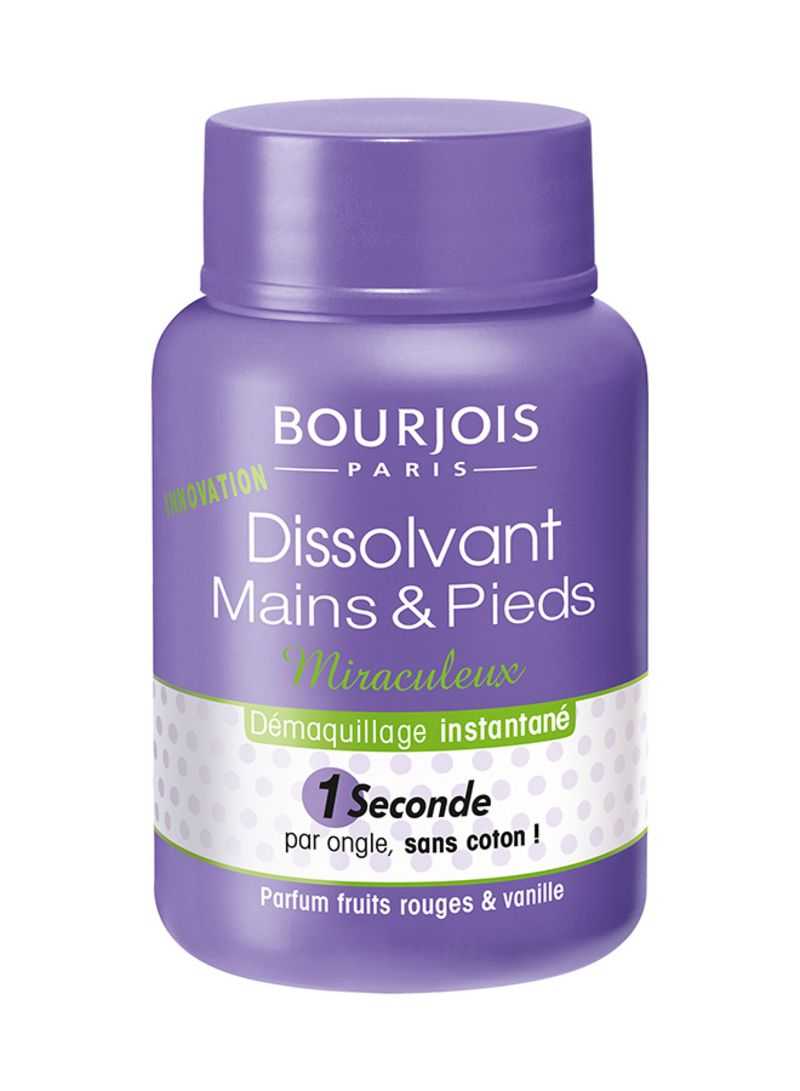 BOURJOIS
PARIS
INNOVATION
Dissolvant
Mains & Pieds
Miraculeux
Démaquillage instantané
1 Seconde
par ongle, sans coton !
Parfum fruits rouges & vanille